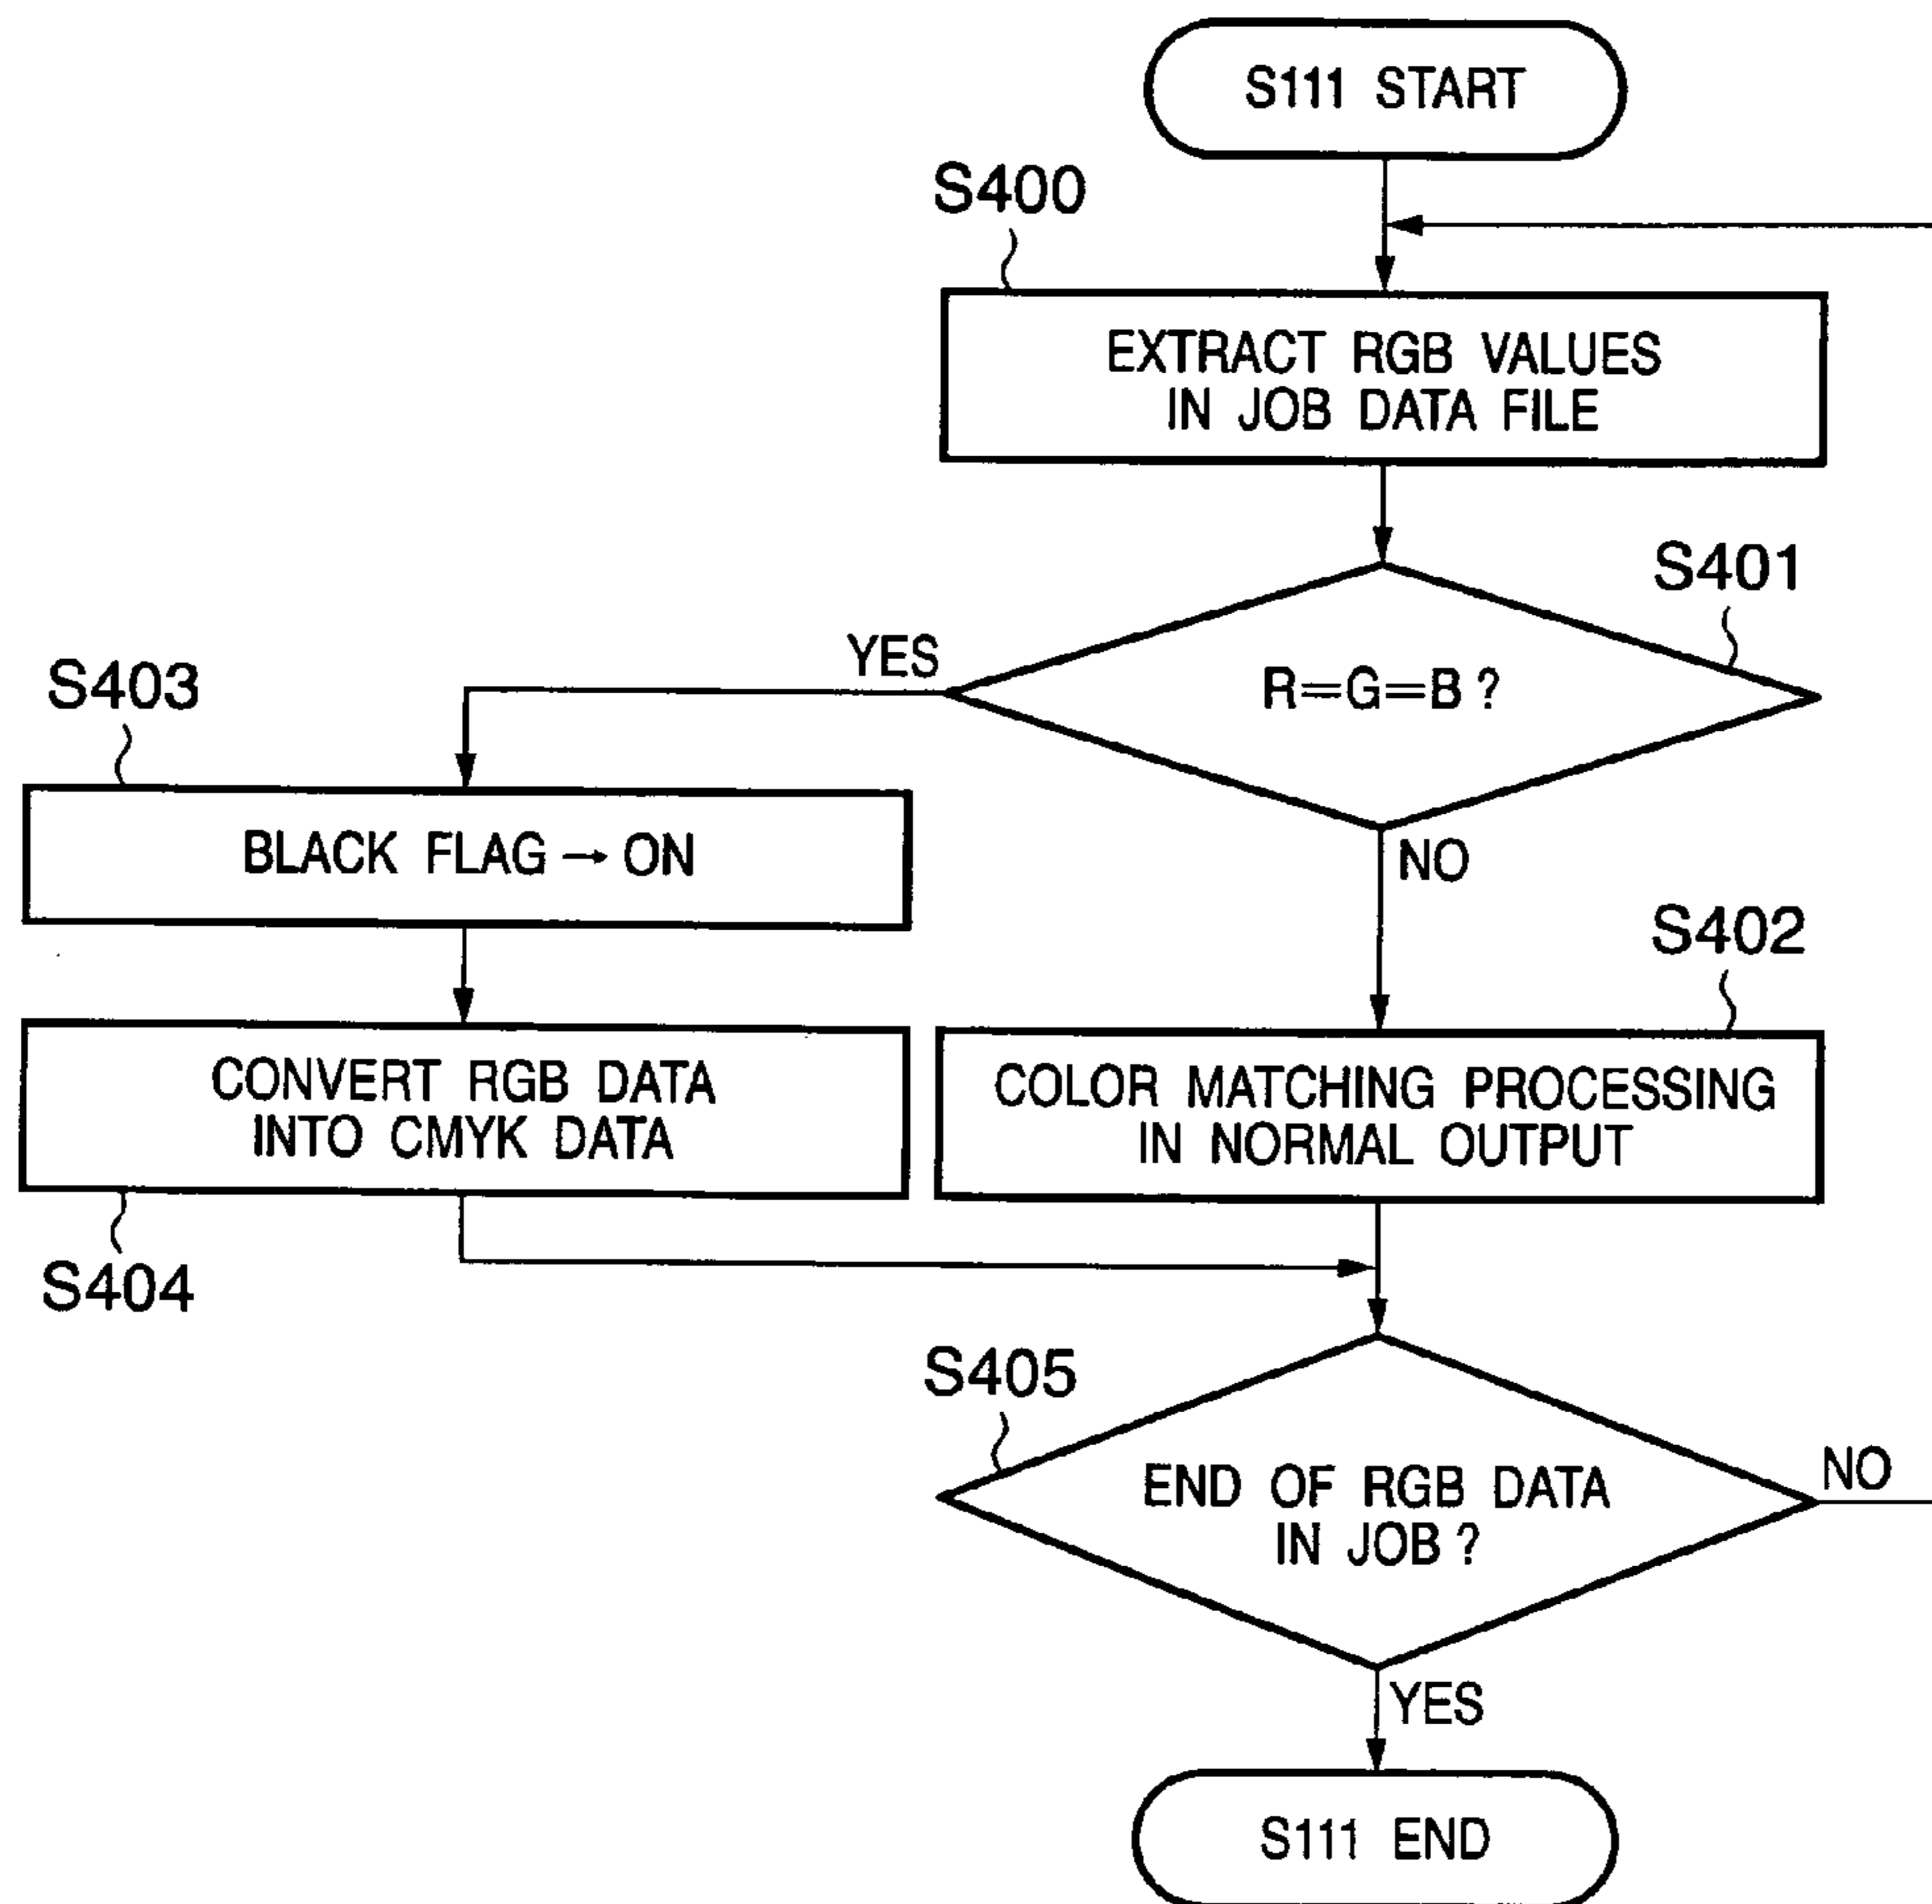 S111 START
S400
EXTRACT RGB VALUES
IN JOB DATA FILE
S401
R=G=B?
YES
NO
S403
BLACK FLAG → ON
S402
CONVERT RGB DATA
INTO CMYK DATA
COLOR MATCHING PROCESSING
IN NORMAL OUTPUT
S404
S405
END OF RGB DATA
IN JOB?
NO
YES
S111 END